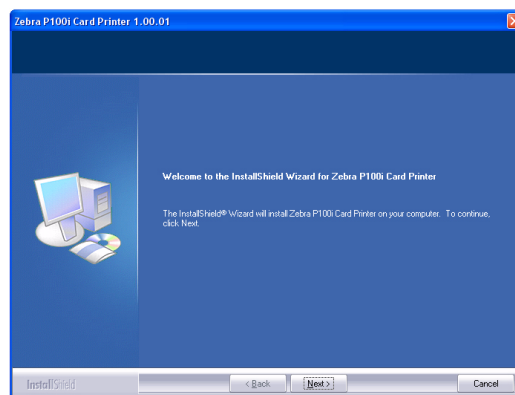 Zebra P100i Card Printer 1.00.01
Welcome to the InstallShield Wizard for Zebra P100i Card Printer
The InstallShield® Wizard will install Zebra P100i Card Printer on your computer.  To continue,
click Next.
InstallShield
< Back
Next >
Cancel